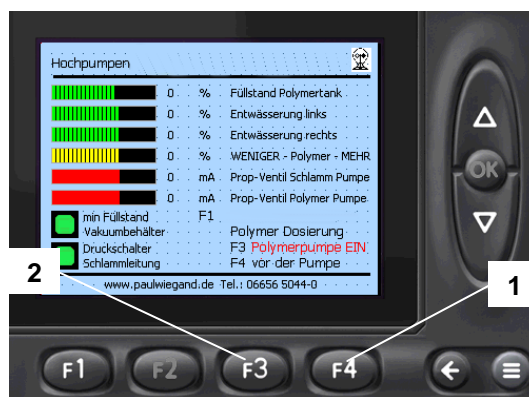 Hochpumpen
0 % Füllstand Polymertank
0 % Entwässerung links
0 % Entwässerung rechts
0 % WENIGER - Polymer - MEHR
0 mA Prop-Ventil Schlamm Pumpe
0 mA Prop-Ventil Polymer Pumpe
min Füllstand F1
Vakuumbehälter Polymer Dosierung
Druckschalter F3 Polymerpumpe EIN
Schlammleitung F4 vor der Pumpe
www.paulwiegand.de Tel.: 06656 5044-0
2
1
OK
F1 F2 F3 F4